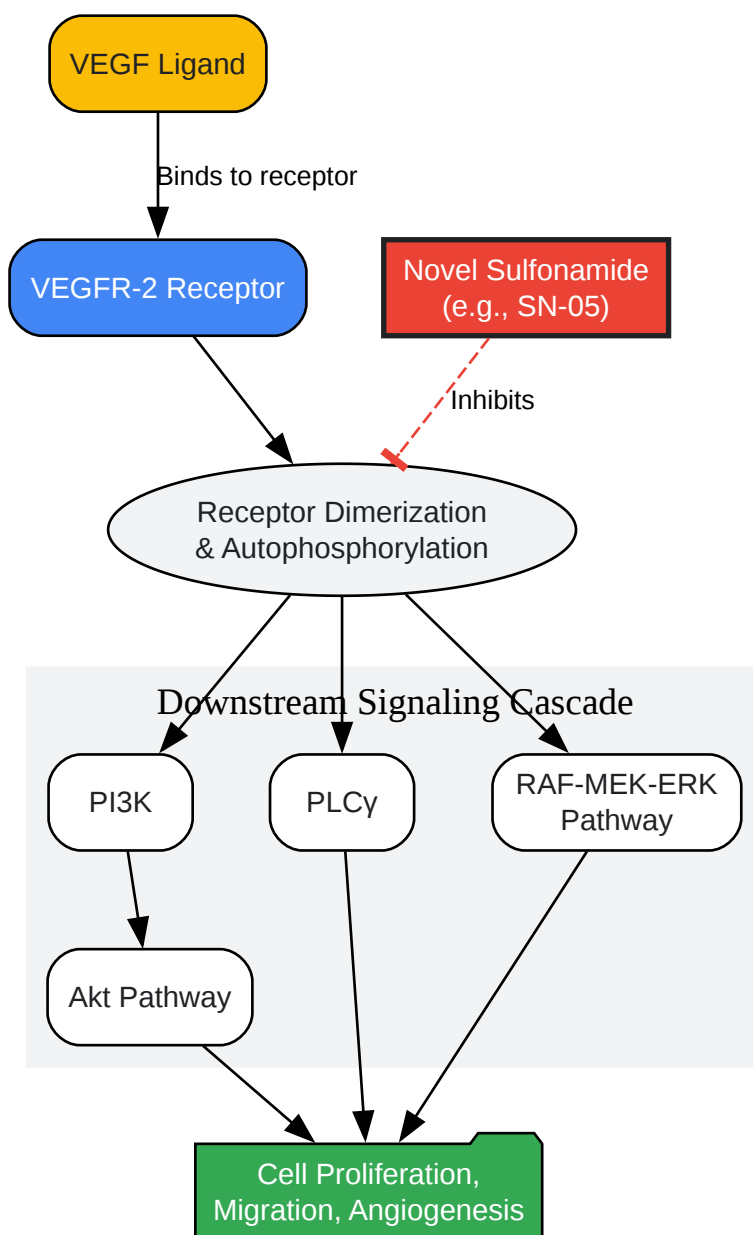 VEGF Ligand
Binds to receptor
VEGFR-2 Receptor
Novel Sulfonamide
(e.g., SN-05)
Inhibits
Receptor Dimerization
& Autophosphorylation
Downstream Signaling Cascade
PI3K
PLCγ
RAF-MEK-ERK
Pathway
Akt Pathway
Cell Proliferation,
Migration, Angiogenesis